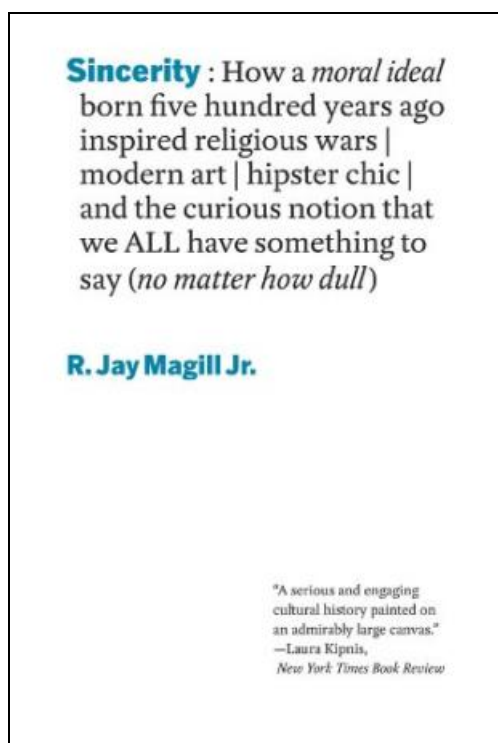 Sincerity : How a moral ideal
born five hundred years ago
inspired religious wars |
modern art | hipster chic |
and the curious notion that
we ALL have something to
say (no matter how dull)
R. Jay Magill Jr.
“A serious and engaging
cultural history painted on
an admirably large canvas.”
—Laura Kipnis,
New York Times Book Review